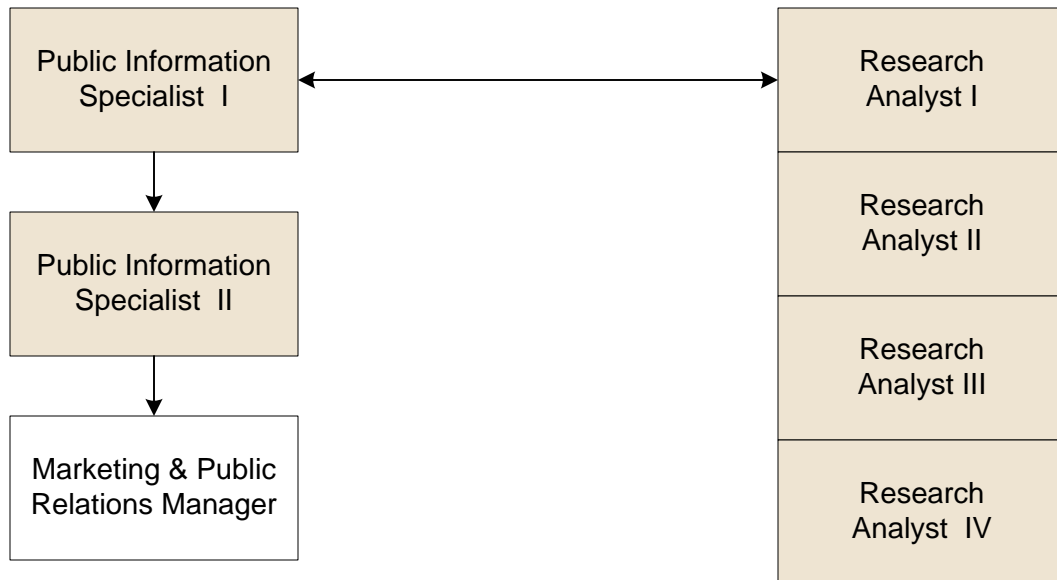 Public Information
Specialist  I
Public Information
Specialist  II
Marketing & Public
Relations Manager
Research
Analyst I
Research
Analyst II
Research
Analyst III
Research
Analyst  IV